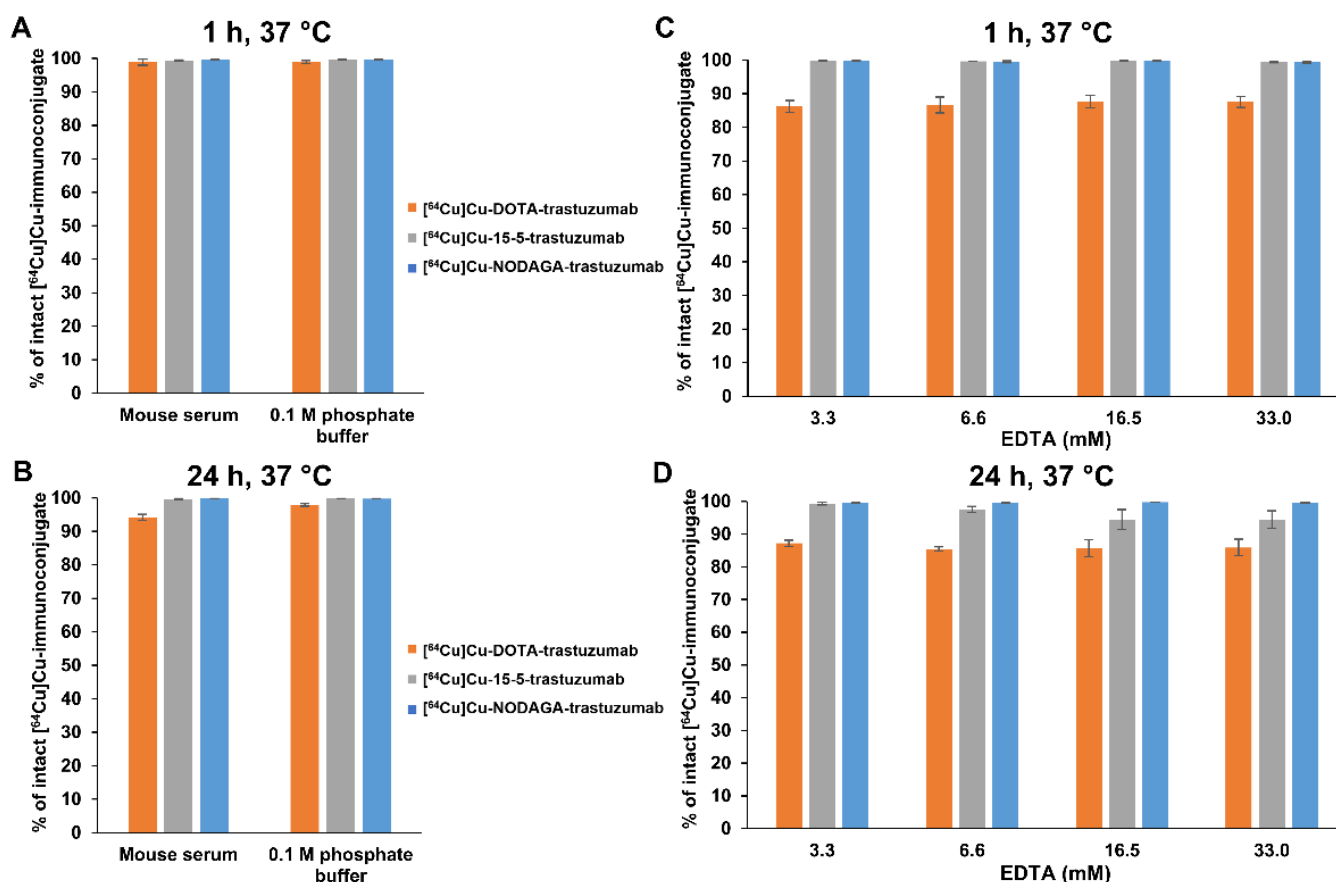 A
1 h, 37 °C
% of intact [⁶⁴Cu]Cu-immunoconjugate
100
90
80
70
60
50
40
30
20
10
0
Mouse serum
0.1 M phosphate
buffer
[⁶⁴Cu]Cu-DOTA-trastuzumab
[⁶⁴Cu]Cu-15-5-trastuzumab
[⁶⁴Cu]Cu-NODAGA-trastuzumab
C
1 h, 37 °C
% of intact [⁶⁴Cu]Cu-immunoconjugate
100
90
80
70
60
50
40
30
20
10
0
3.3
6.6
16.5
33.0
EDTA (mM)
B
24 h, 37 °C
% of intact [⁶⁴Cu]Cu-immunoconjugate
100
90
80
70
60
50
40
30
20
10
0
Mouse serum
0.1 M phosphate
buffer
[⁶⁴Cu]Cu-DOTA-trastuzumab
[⁶⁴Cu]Cu-15-5-trastuzumab
[⁶⁴Cu]Cu-NODAGA-trastuzumab
D
24 h, 37 °C
% of intact [⁶⁴Cu]Cu-immunoconjugate
100
90
80
70
60
50
40
30
20
10
0
3.3
6.6
16.5
33.0
EDTA (mM)